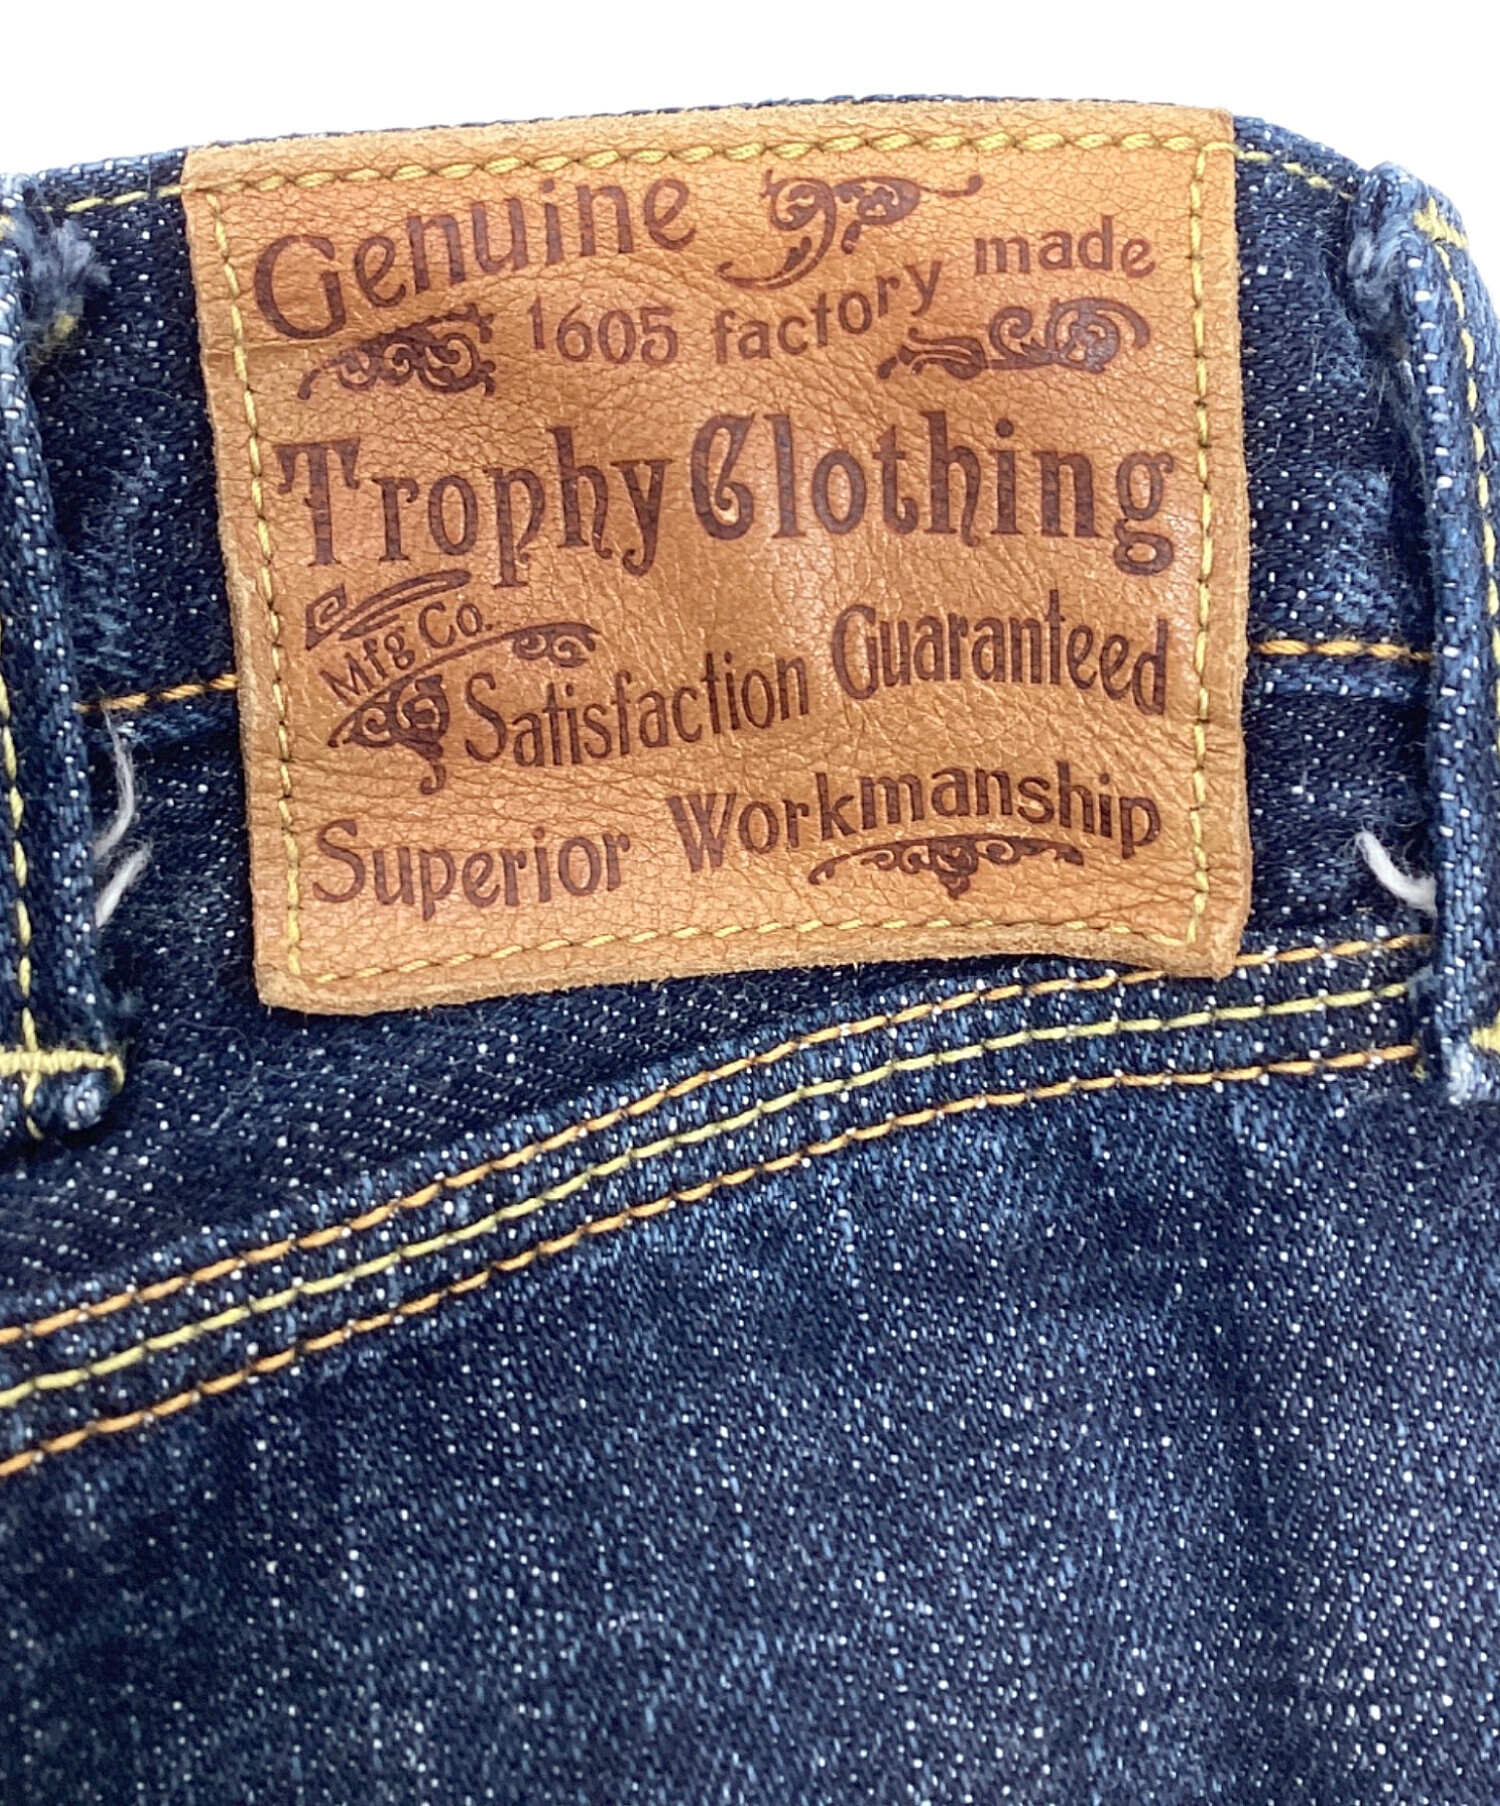 Genuine
1605 factory made
Trophy Clothing
Mfg Co.
Satisfaction Guaranteed
Superior Workmanship